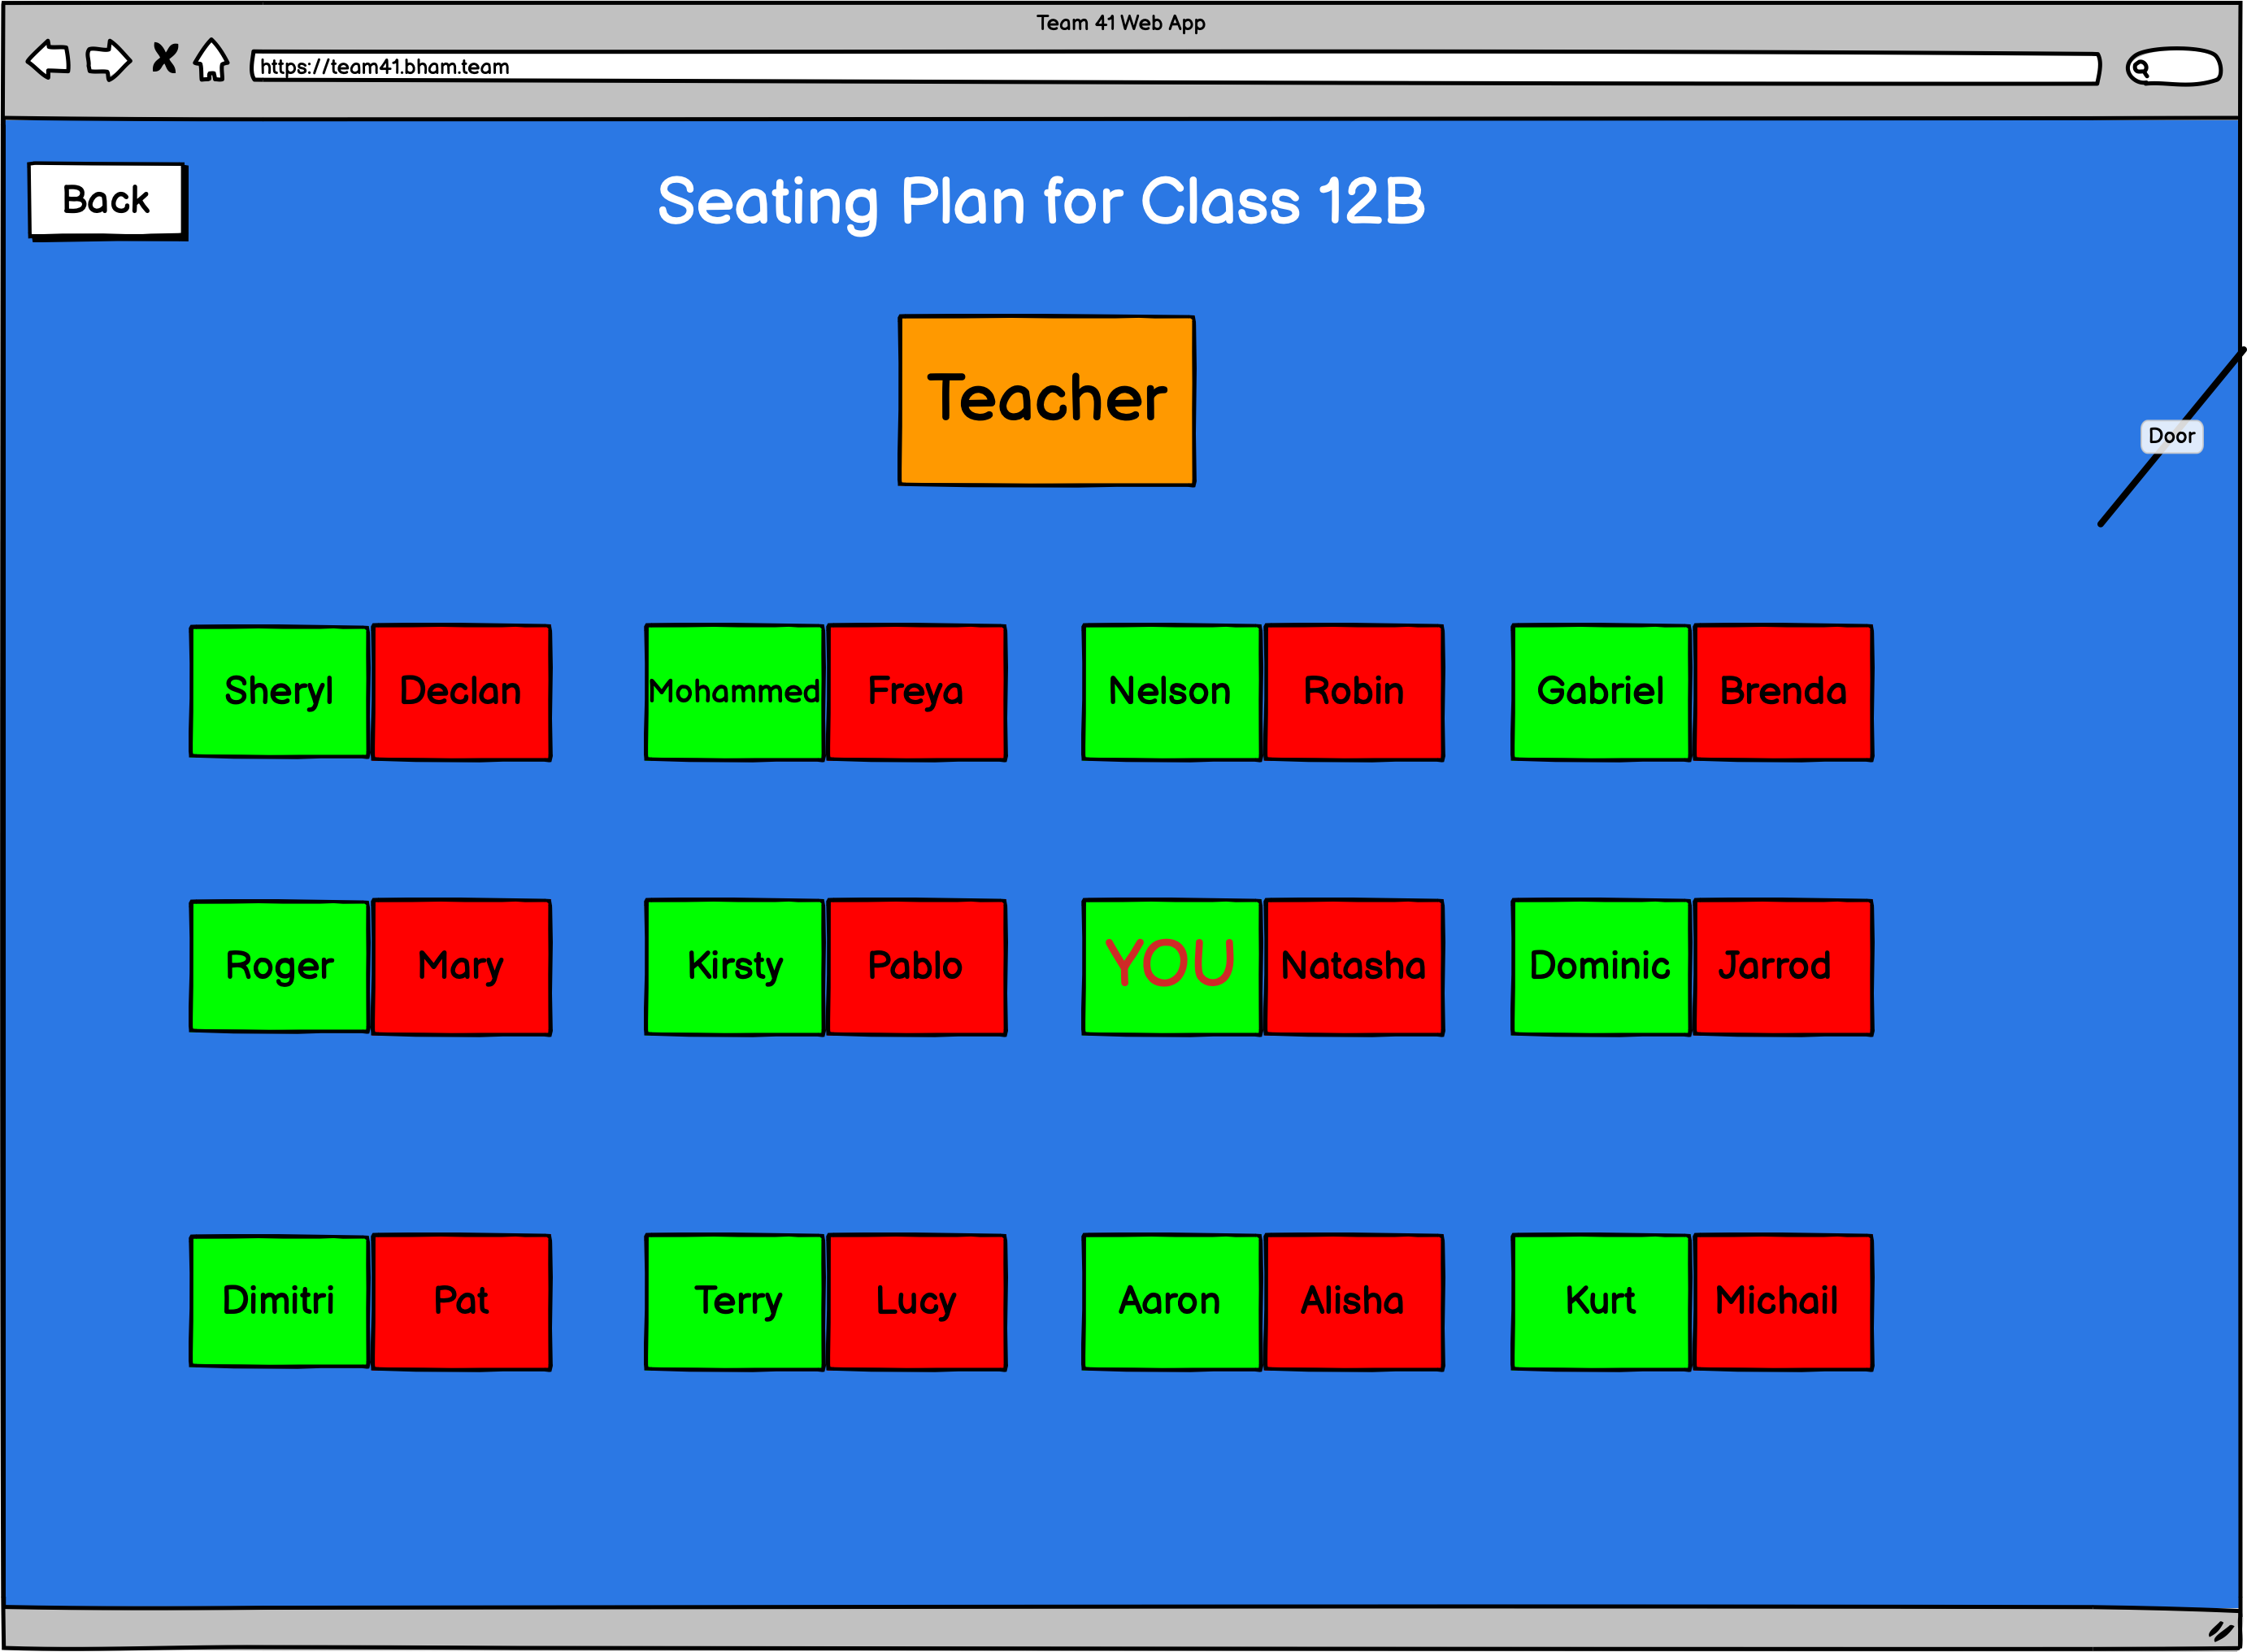 Team 41 Web App
https://team41.bham.team
Back
Seating Plan for Class 12B
Teacher
Door
Sheryl Declan Mohammed Freya Nelson Robin Gabriel Brenda
Roger Mary Kirsty Pablo YOU Natasha Dominic Jarrod
Dimitri Pat Terry Lucy Aaron Alisha Kurt Michail